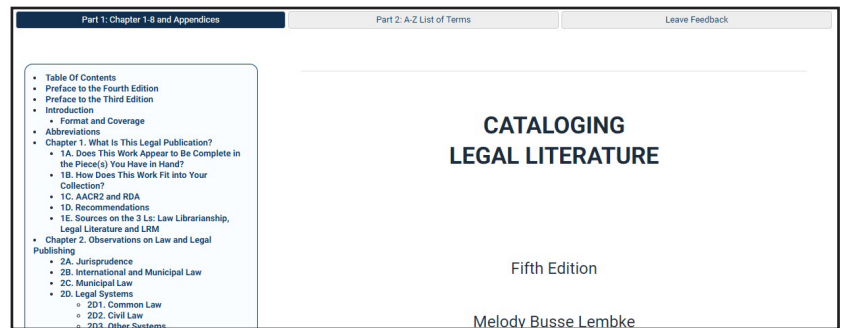 Part 1: Chapter 1-8 and Appendices
Part 2: A-Z List of Terms
Leave Feedback
Table Of Contents
Preface to the Fourth Edition
Preface to the Third Edition
Introduction
Format and Coverage
Abbreviations
Chapter 1. What Is This Legal Publication?
1A. Does This Work Appear to Be Complete in
the Piece(s) You Have in Hand?
1B. How Does This Work Fit into Your
Collection?
1C. AACR2 and RDA
1D. Recommendations
1E. Sources on the 3 Ls: Law Librarianship,
Legal Literature and LRM
Chapter 2. Observations on Law and Legal
Publishing
2A. Jurisprudence
2B. International and Municipal Law
2C. Municipal Law
2D. Legal Systems
2D1. Common Law
2D2. Civil Law
2D3. Other Systems
CATALOGING
LEGAL LITERATURE
Fifth Edition
Melody Busse Lembke